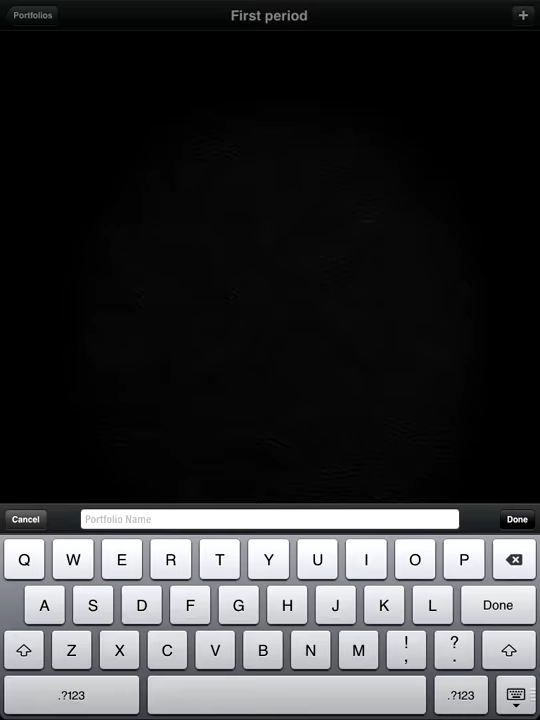 Portfolios First period +
Cancel Portfolio Name Done
Q W E R T Y U I O P
A S D F G H J K L Done
Z X C V B N M ! , ? .
.?123 .?123